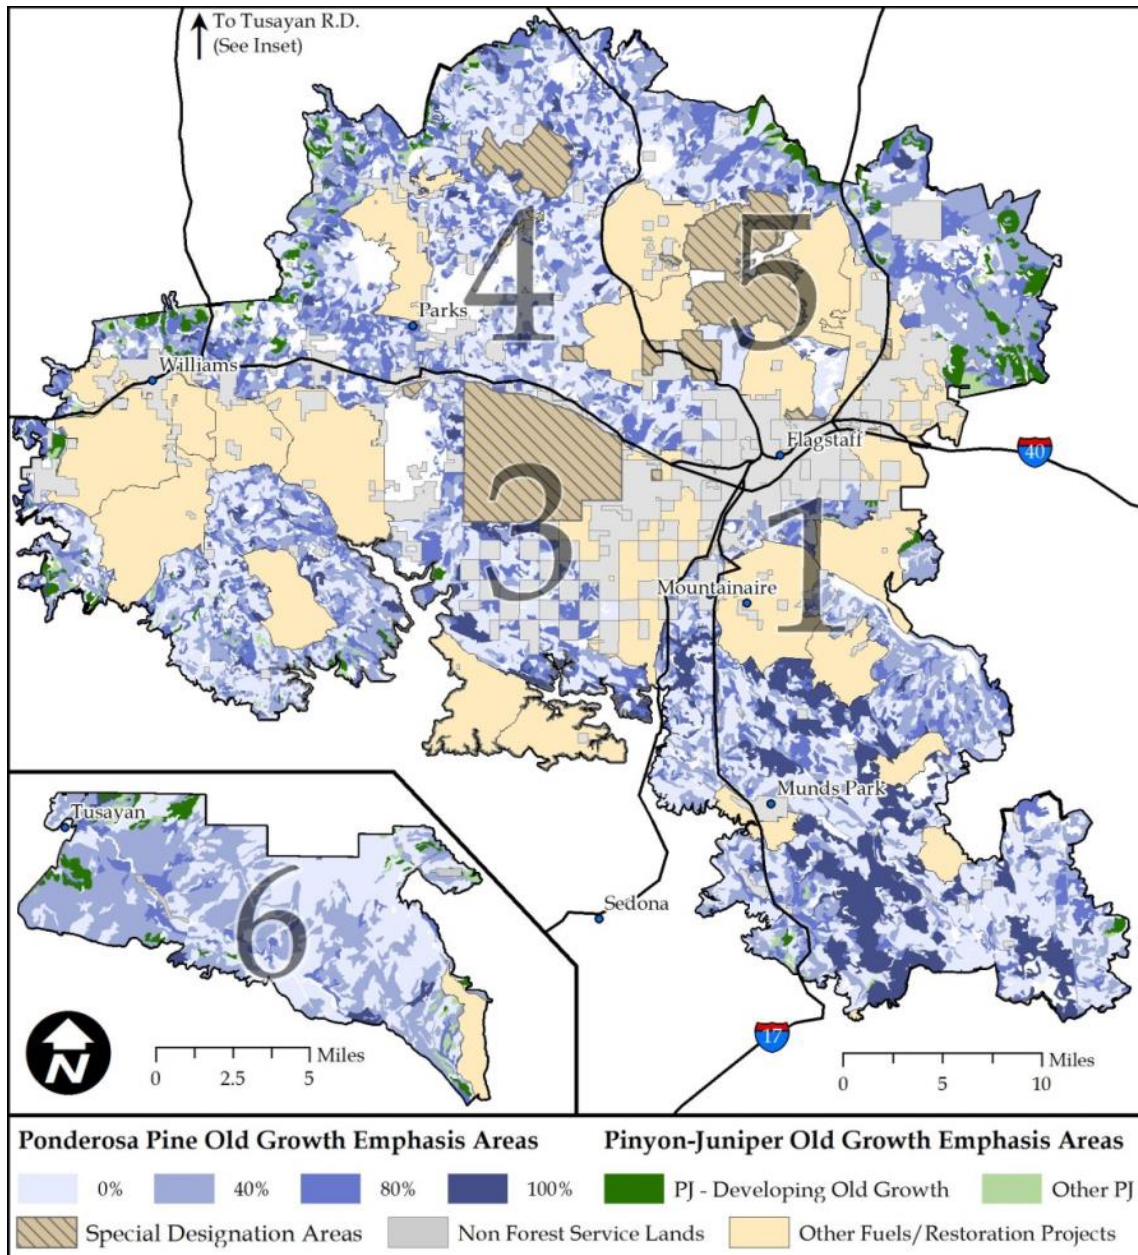 To Tusayan R.D.
(See Inset)
4
5
Parks
Williams
Flagstaff
40
3
1
Mountainaire
Munds Park
Tusayan
6
Sedona
N
Miles
0 2.5 5
17
Miles
0 5 10
Ponderosa Pine Old Growth Emphasis Areas Pinyon-Juniper Old Growth Emphasis Areas
0% 40% 80% 100% PJ - Developing Old Growth Other PJ
Special Designation Areas Non Forest Service Lands Other Fuels/Restoration Projects